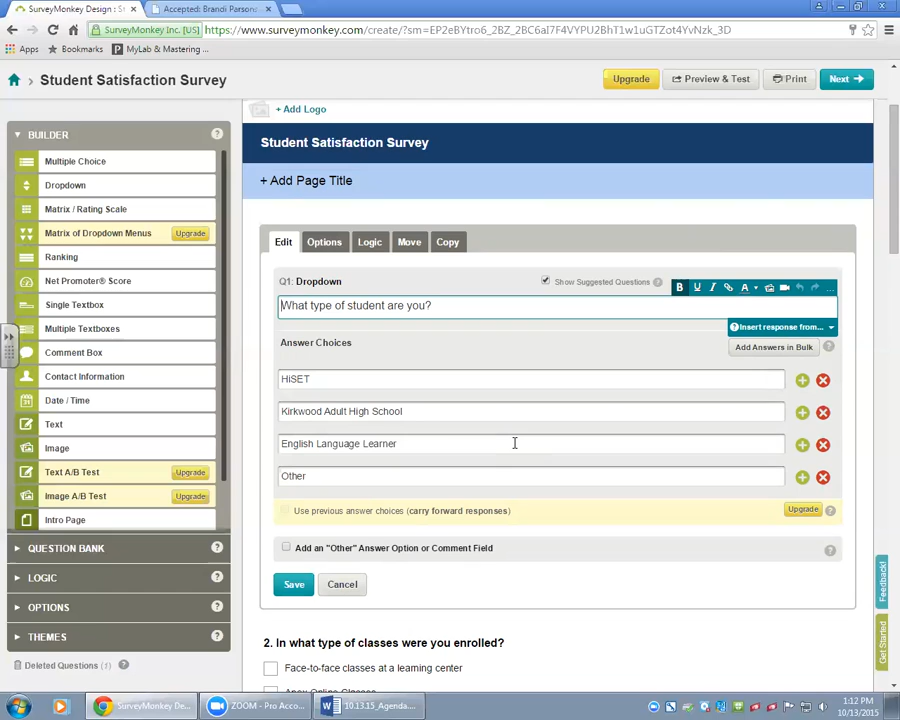 SurveyMonkey Design : St
Accepted: Brandi Parsons
SurveyMonkey Inc. [US]
https://www.surveymonkey.com/create/?sm=EP2eBYtro6_2BZ_2BC6aI7F4VYPU2BhT1w1uGTZot4YvNzk_3D
Apps
Bookmarks
MyLab & Mastering ...
Student Satisfaction Survey
Upgrade
Preview & Test
Print
Next
+ Add Logo
BUILDER
Student Satisfaction Survey
Multiple Choice
+ Add Page Title
Dropdown
Matrix / Rating Scale
Matrix of Dropdown Menus
Upgrade
Edit
Options
Logic
Move
Copy
Ranking
Net Promoter® Score
Q1: Dropdown
Show Suggested Questions
B U I A ...
Single Textbox
What type of student are you?
Multiple Textboxes
Insert response from...
Comment Box
Answer Choices
Add Answers in Bulk
Contact Information
HiSET
Date / Time
Kirkwood Adult High School
Text
English Language Learner
Image
Text A/B Test
Upgrade
Other
Image A/B Test
Upgrade
Use previous answer choices (carry forward responses)
Upgrade
Intro Page
QUESTION BANK
Add an "Other" Answer Option or Comment Field
LOGIC
Save
Cancel
Feedback!
OPTIONS
THEMES
2. In what type of classes were you enrolled?
Get Started
Deleted Questions (1)
Face-to-face classes at a learning center
Apex Online Classes
SurveyMonkey Desig...
ZOOM - Pro Acco...
10.13.15_Agenda....
1:12 PM
10/13/2015